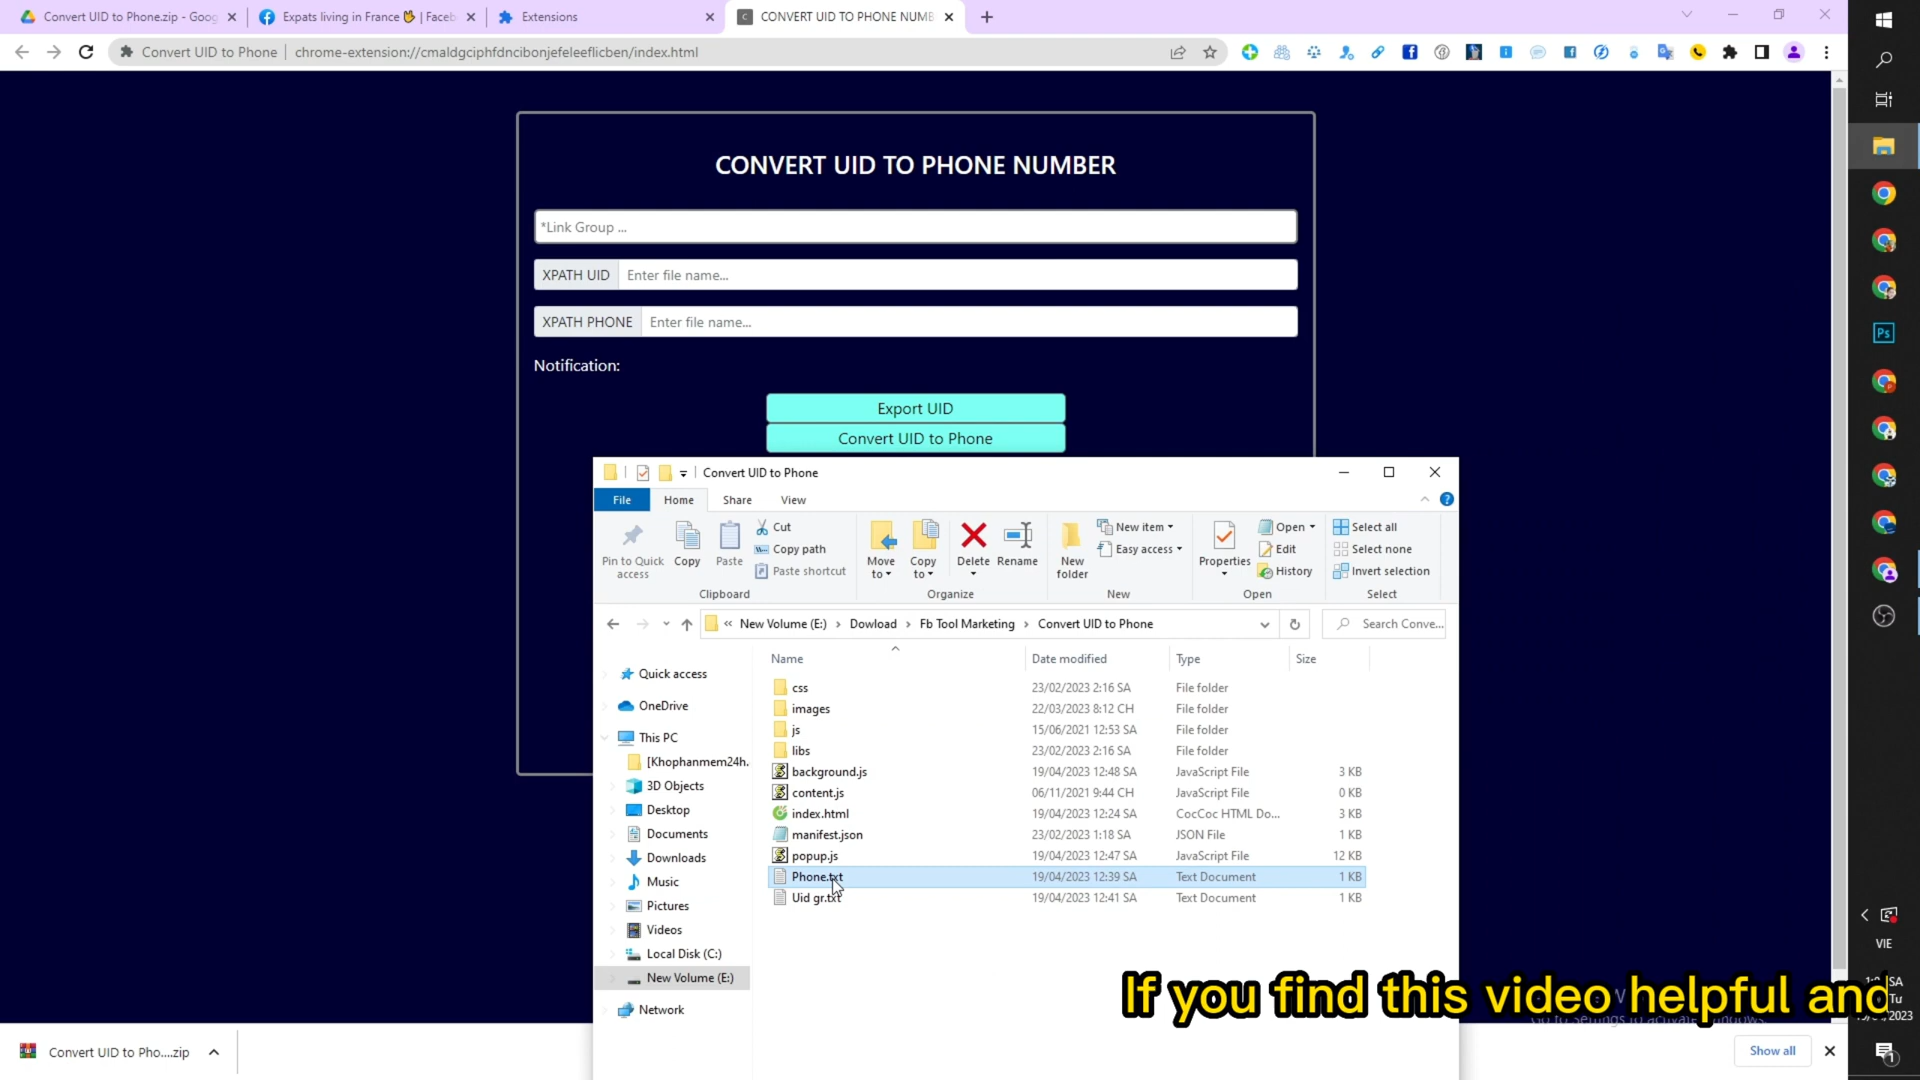 Convert UID to Phone.zip - Goog
Expats living in France | Faceb
Extensions
CONVERT UID TO PHONE NUMB
Convert UID to Phone
chrome-extension://cmaldgciphfdncibonjefeleeflicben/index.html
CONVERT UID TO PHONE NUMBER
*Link Group ...
XPATH UID Enter file name...
XPATH PHONE Enter file name...
Notification:
Export UID
Convert UID to Phone
Convert UID to Phone
File Home Share View
Pin to Quick access
Copy
Paste
Cut
Copy path
Paste shortcut
Clipboard
Move to
Copy to
Delete
Rename
Organize
New folder
New item
Easy access
New
Properties
Open
Edit
History
Open
Select all
Select none
Invert selection
Select
« New Volume (E:) › Dowload › Fb Tool Marketing › Convert UID to Phone
Search Conve...
Name Date modified Type Size
Quick access
OneDrive
This PC
[Khophanmem24h.
3D Objects
Desktop
Documents
Downloads
Music
Pictures
Videos
Local Disk (C:)
New Volume (E:)
Network
css 23/02/2023 2:16 SA File folder
images 22/03/2023 8:12 CH File folder
js 15/06/2021 12:53 SA File folder
libs 23/02/2023 2:16 SA File folder
background.js 19/04/2023 12:48 SA JavaScript File 3 KB
content.js 06/11/2021 9:44 CH JavaScript File 0 KB
index.html 19/04/2023 12:24 SA CocCoc HTML Do... 3 KB
manifest.json 23/02/2023 1:18 SA JSON File 1 KB
popup.js 19/04/2023 12:47 SA JavaScript File 12 KB
Phone.txt 19/04/2023 12:39 SA Text Document 1 KB
Uid gr.txt 19/04/2023 12:41 SA Text Document 1 KB
Ps
VIE
If you find this video helpful and
Convert UID to Pho....zip
Show all
1